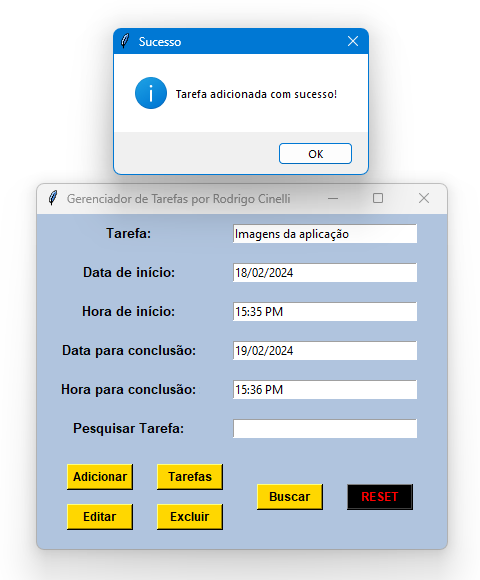 Sucesso
Tarefa adicionada com sucesso!
OK
Gerenciador de Tarefas por Rodrigo Cinelli
Tarefa: Imagens da aplicação
Data de início: 18/02/2024
Hora de início: 15:35 PM
Data para conclusão: 19/02/2024
Hora para conclusão: 15:36 PM
Pesquisar Tarefa:
Adicionar Tarefas
Buscar RESET
Editar Excluir